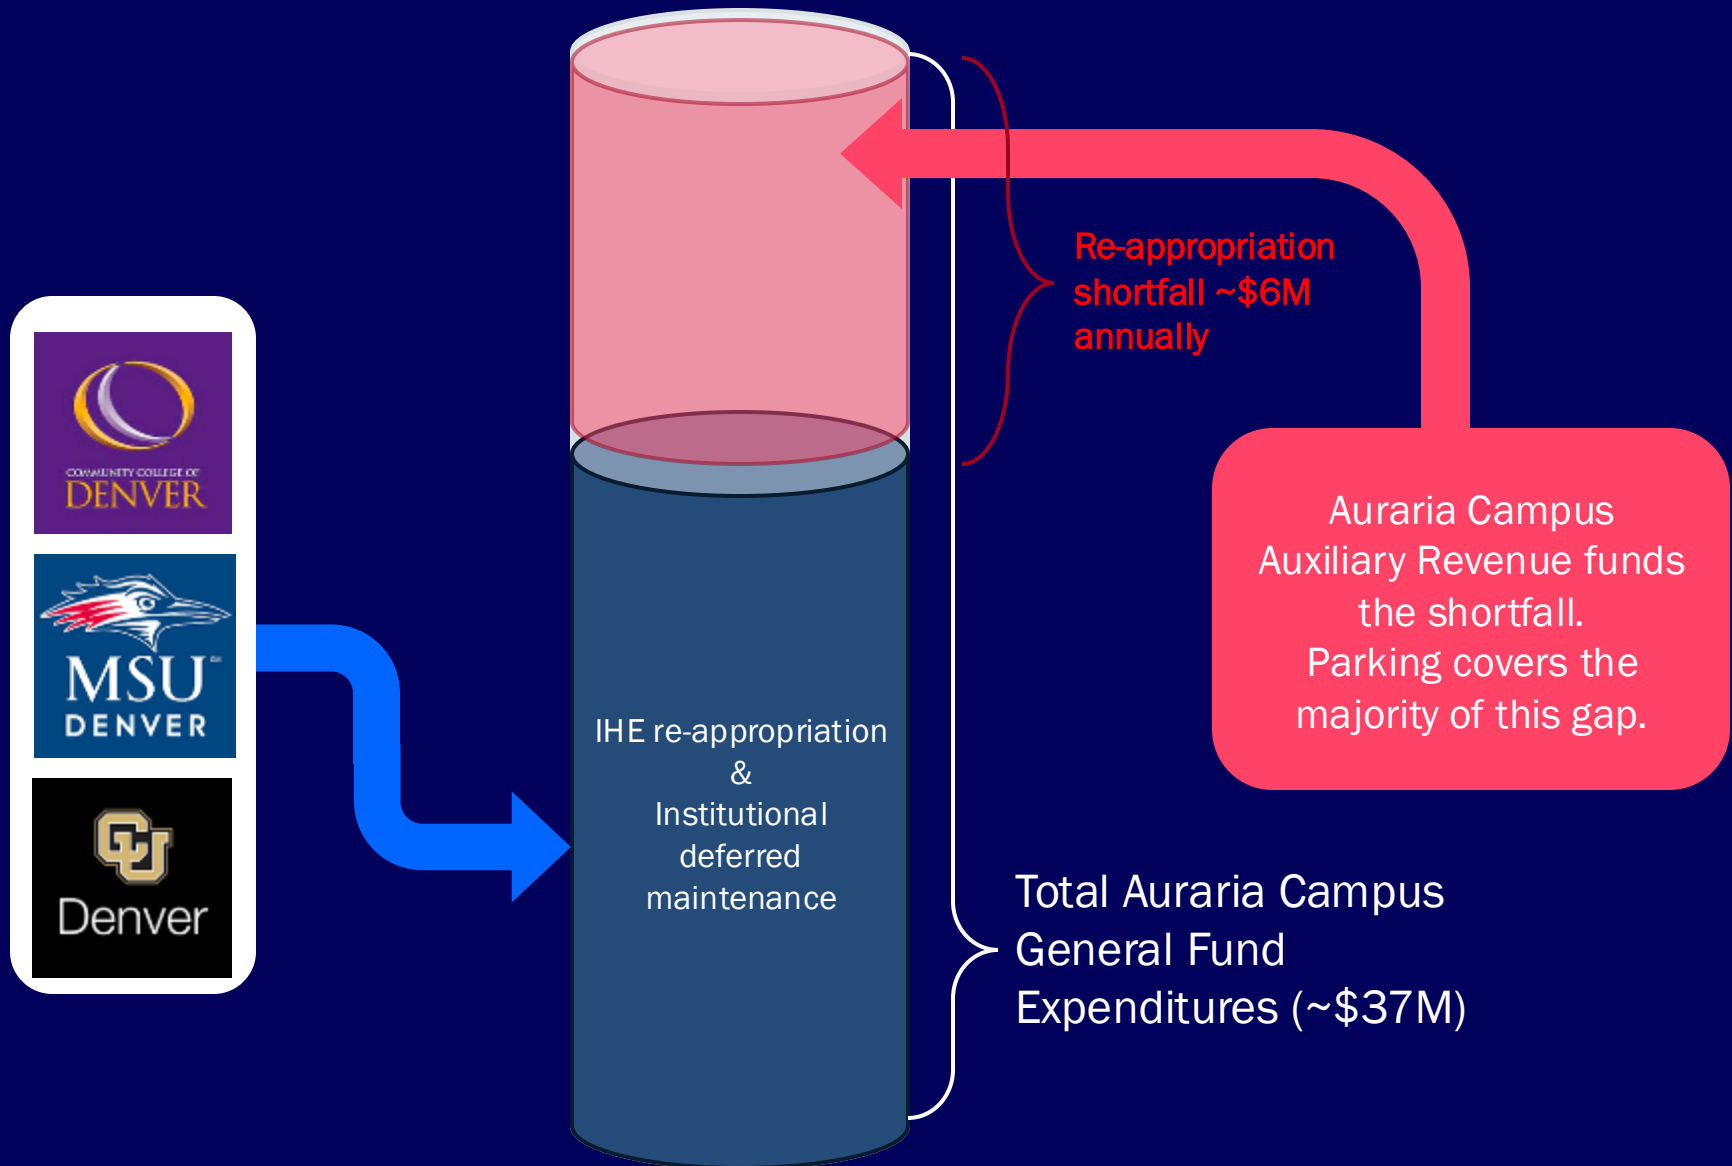 COMMUNITY COLLEGE OF
DENVER
MSU
DENVER
CU
Denver
IHE re-appropriation
&
Institutional
deferred
maintenance
Re-appropriation
shortfall ~$6M
annually
Auraria Campus
Auxiliary Revenue funds
the shortfall.
Parking covers the
majority of this gap.
Total Auraria Campus
General Fund
Expenditures (~$37M)